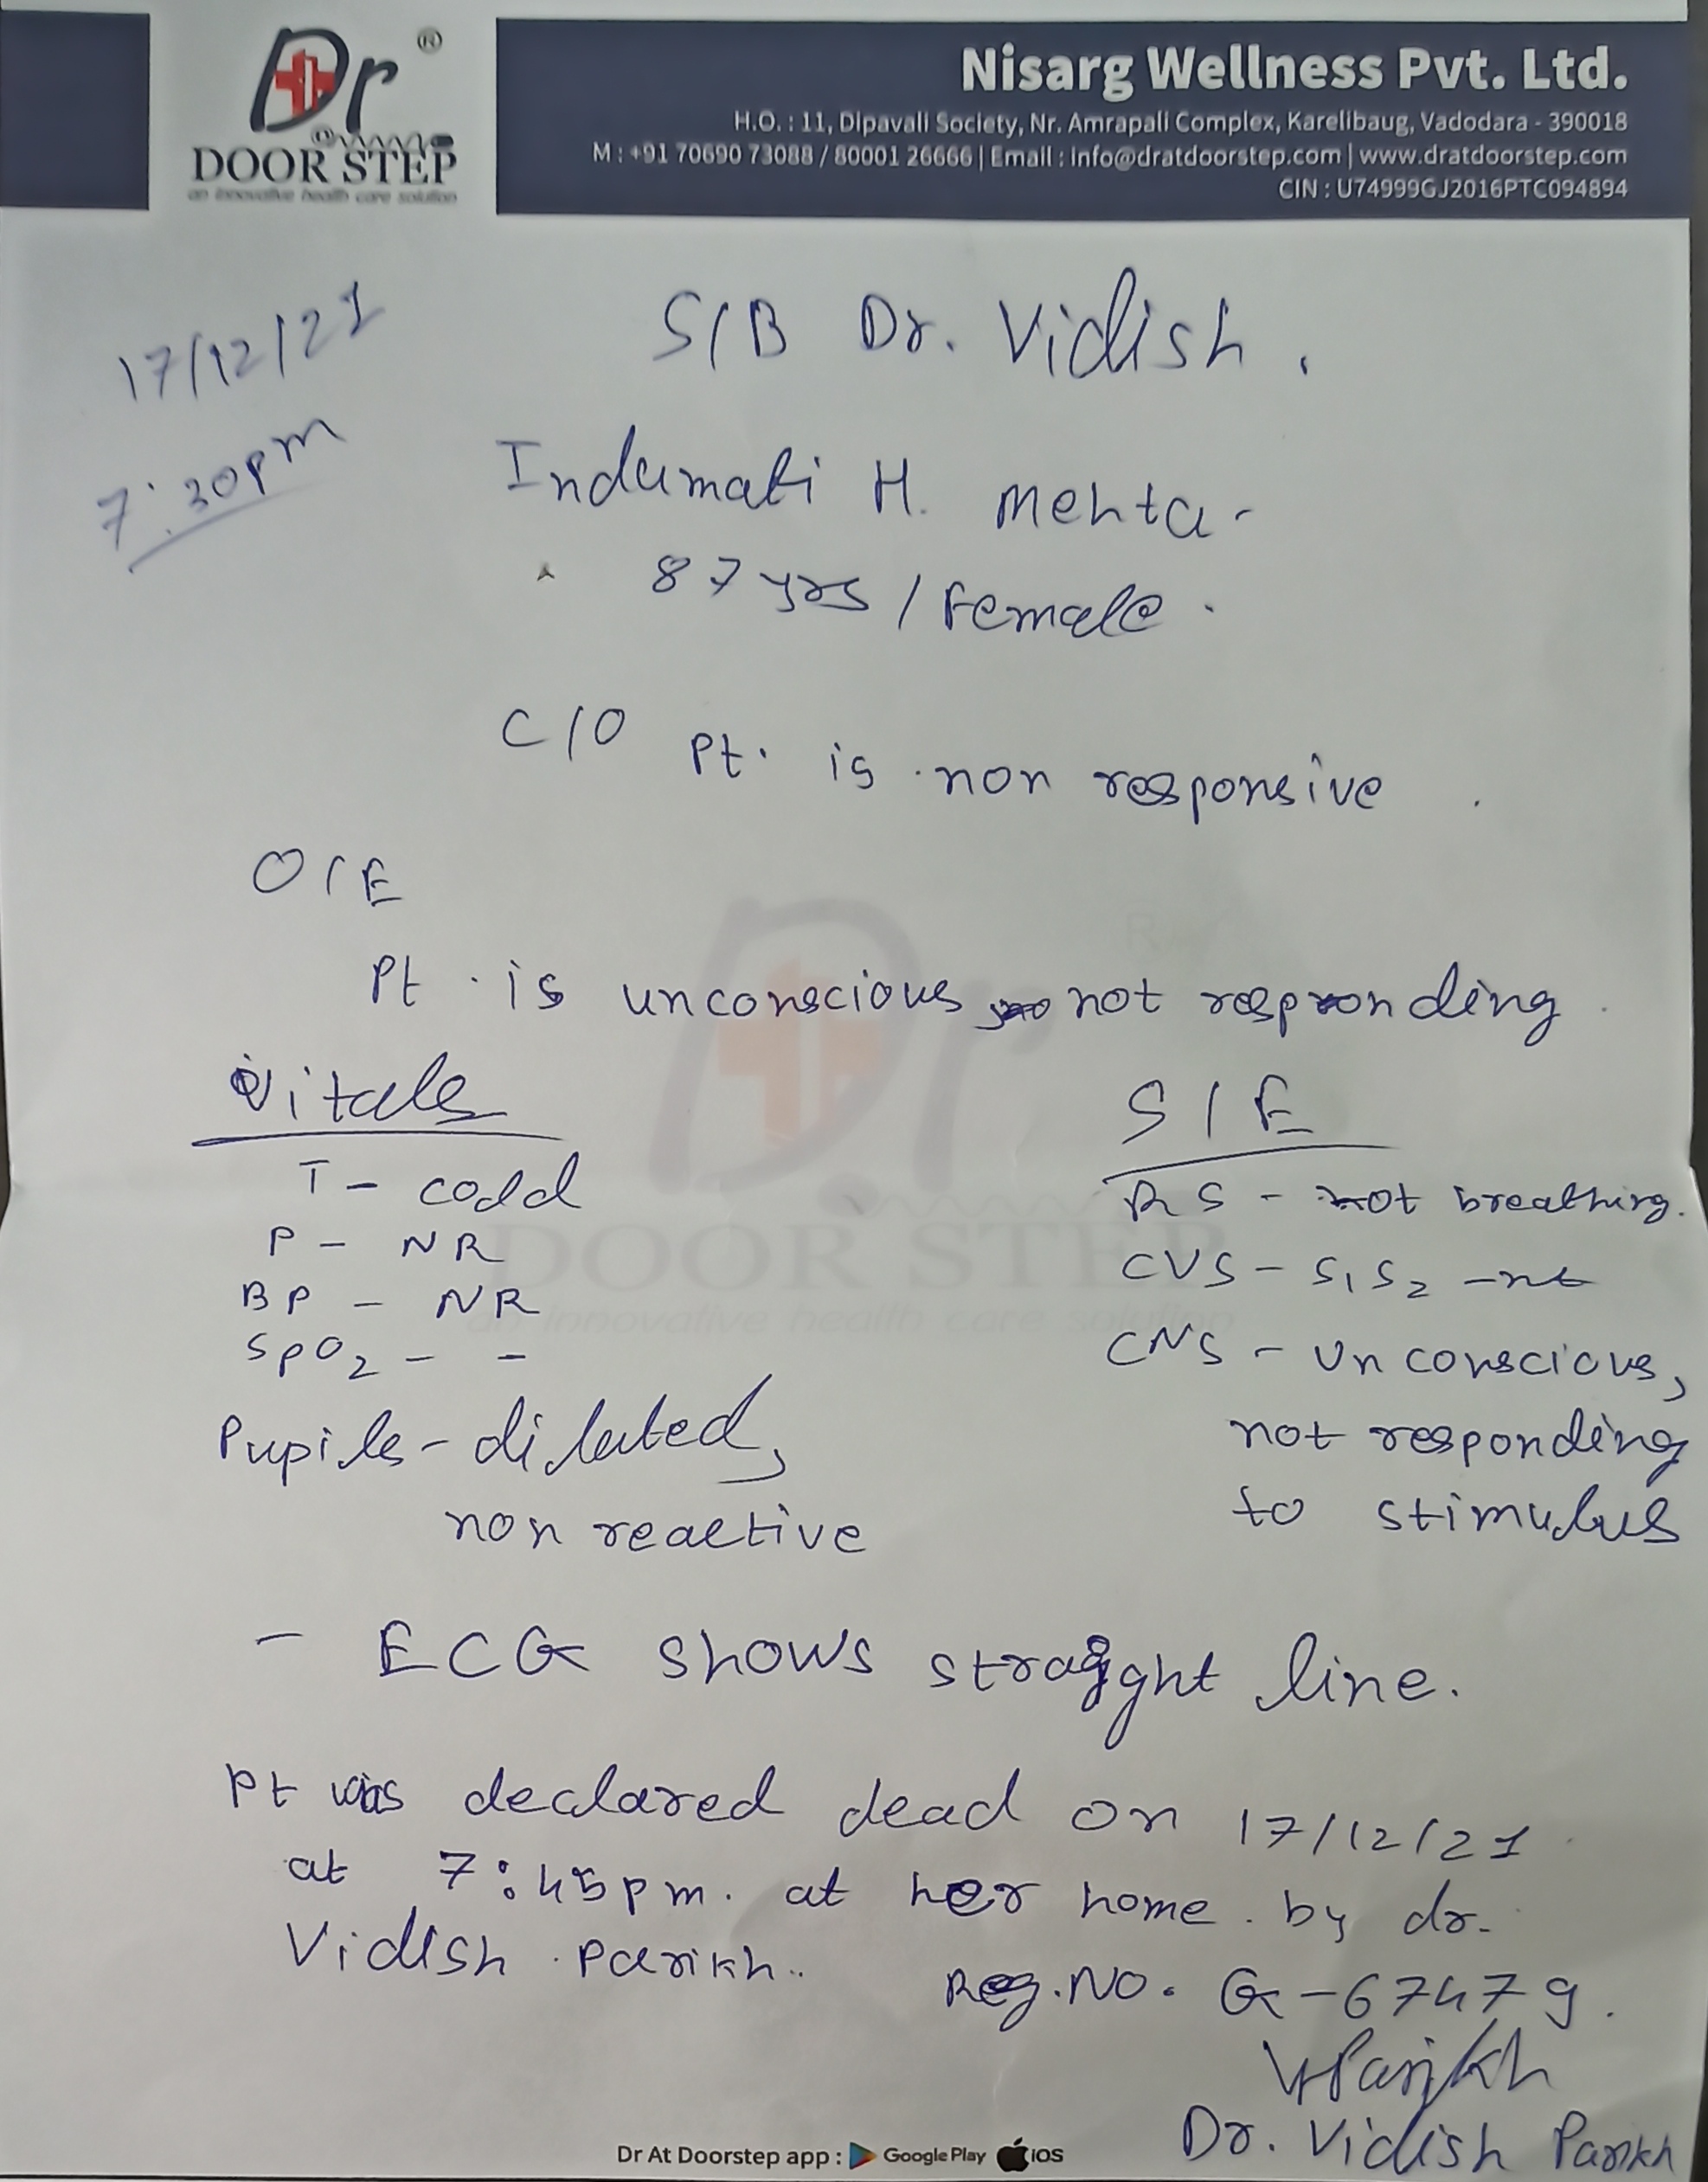 Dr ®
@
DOOR STEP
an innovative health care solution
Nisarg Wellness Pvt. Ltd.
H.O. : 11, Dipavali Society, Nr. Amrapali Complex, Karelibaug, Vadodara - 390018
M : +91 70690 73088 / 80001 26666 | Email : info@dratdoorstep.com | www.dratdoorstep.com
CIN : U74999GJ2016PTC094894
17/12/21
7:30pm
S/B Dr. Vidish.
Indumati H. Mehta.
87 yrs / Female.
C/O Pt. is non responsive.
O/E
Pt. is unconscious not responding.
Vitals
T - cold
P - NR
BP - NR
SpO2 - -
Pupils - dilated,
non reactive
S/E
RS - not breathing.
CVS - S1 S2
CNS - Unconscious,
not responding
to stimulus
- ECG shows straight line.
Pt was declared dead on 17/12/21
at 7:45pm. at her home. by dr.
Vidish Parikh..
Reg. NO. G-67479.
VParikh
Dr. Vidish Parikh
Dr At Doorstep app : Google Play iOS